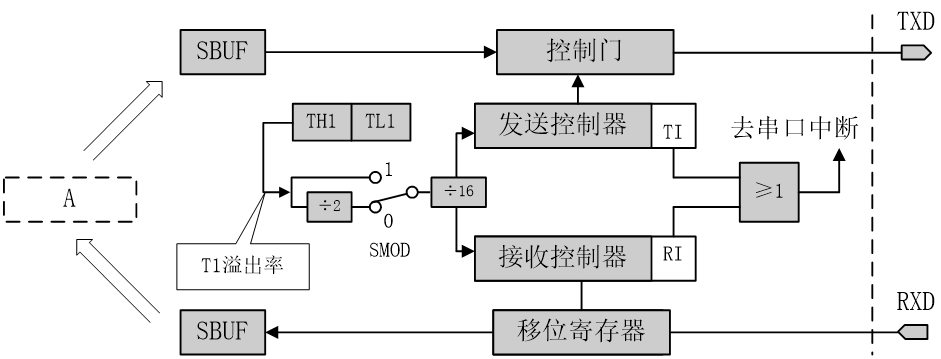 TXD
SBUF
控制门
TH1
TL1
发送控制器
TI
去串口中断
A
1
÷2
0
÷16
≥1
SMOD
T1溢出率
接收控制器
RI
RXD
SBUF
移位寄存器